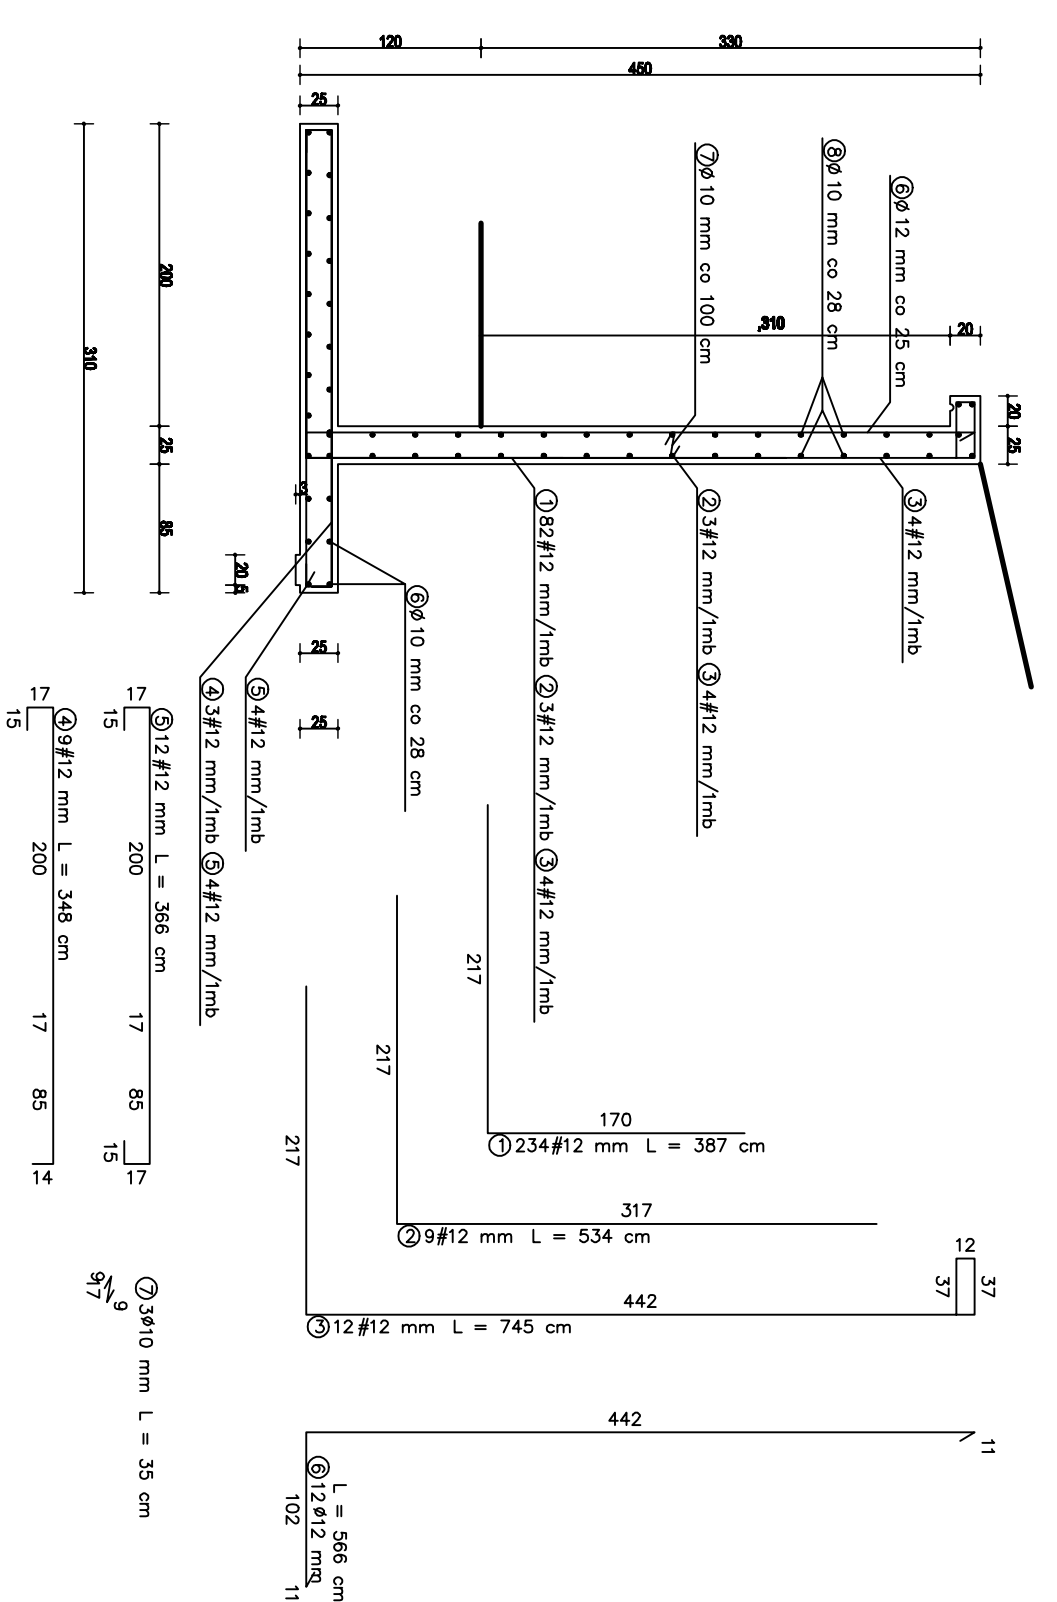 120
330
450
25
⑦ø 10 mm co 100 cm
⑧ø 10 mm co 28 cm
⑥ø 12 mm co 25 cm
200
310
25
85
20
5
,310
20
20
25
①82#12 mm/1mb ②3#12 mm/1mb ③4#12 mm/1mb
②3#12 mm/1mb ③4#12 mm/1mb
③4#12 mm/1mb
⑥ø 10 mm co 28 cm
25
25
④3#12 mm/1mb ⑤4#12 mm/1mb
⑤4#12 mm/1mb
17
15
④9#12 mm L = 348 cm
200
17
85
14
17
15
⑤12#12 mm L = 366 cm
200
17
85
15
17
217
170
①234#12 mm L = 387 cm
217
317
②9#12 mm L = 534 cm
217
442
12
37
37
③12#12 mm L = 745 cm
⑦3ø10 mm L = 35 cm
9
17
9
442
11
⑥12ø12 mm
L = 566 cm
102
11